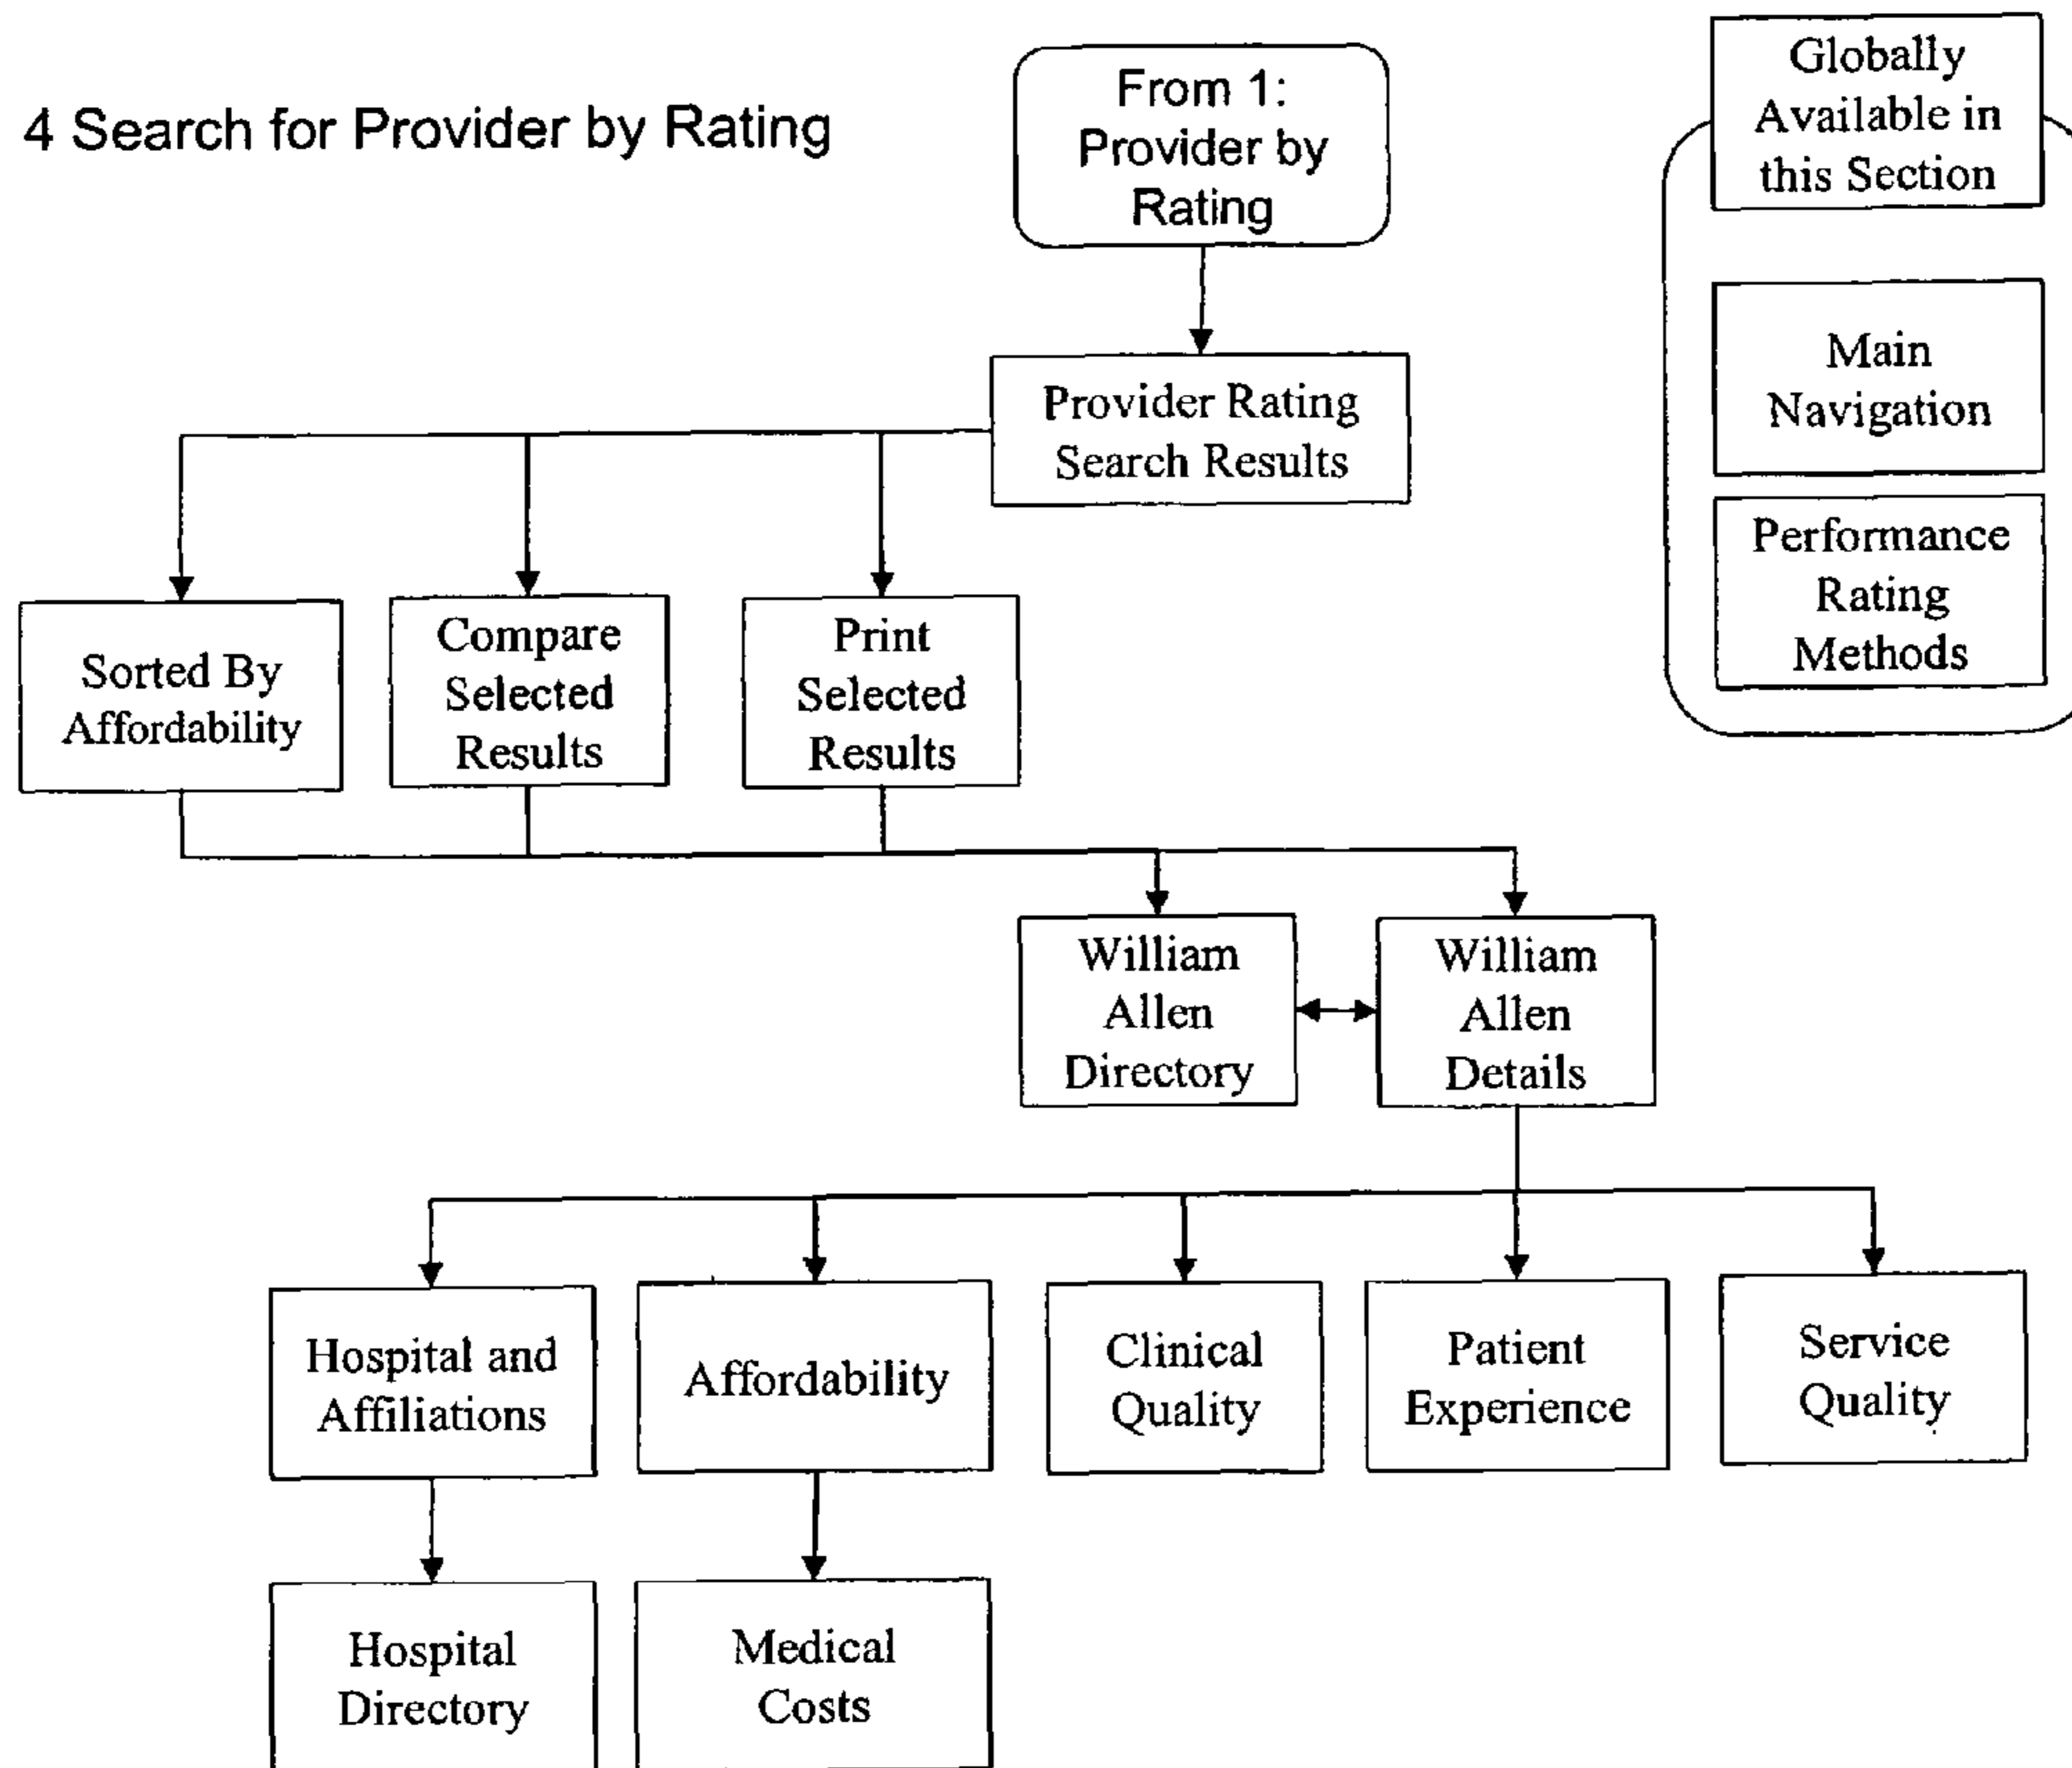 4 Search for Provider by Rating
From 1:
Provider by
Rating
Globally
Available in
this Section
Main
Navigation
Performance
Rating
Methods
Provider Rating
Search Results
Sorted By
Affordability
Compare
Selected
Results
Print
Selected
Results
William
Allen
Directory
William
Allen
Details
Hospital and
Affiliations
Affordability
Clinical
Quality
Patient
Experience
Service
Quality
Hospital
Directory
Medical
Costs